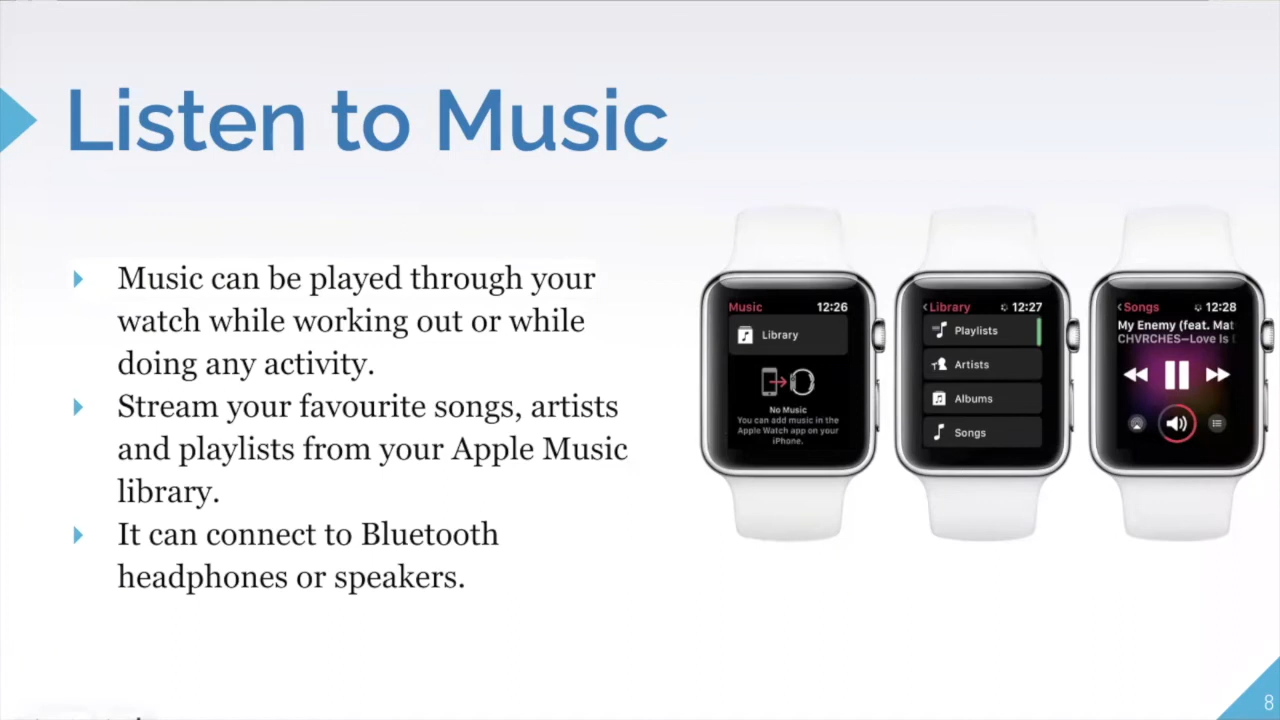 Listen to Music
Music can be played through your
watch while working out or while
doing any activity.
Stream your favourite songs, artists
and playlists from your Apple Music
library.
It can connect to Bluetooth
headphones or speakers.
Music 12:26
Library
No Music
You can add music in the
Apple Watch app on your
iPhone.
Library 12:27
Playlists
Artists
Albums
Songs
Songs 12:28
My Enemy (feat. Mat
CHVRCHES—Love Is
8